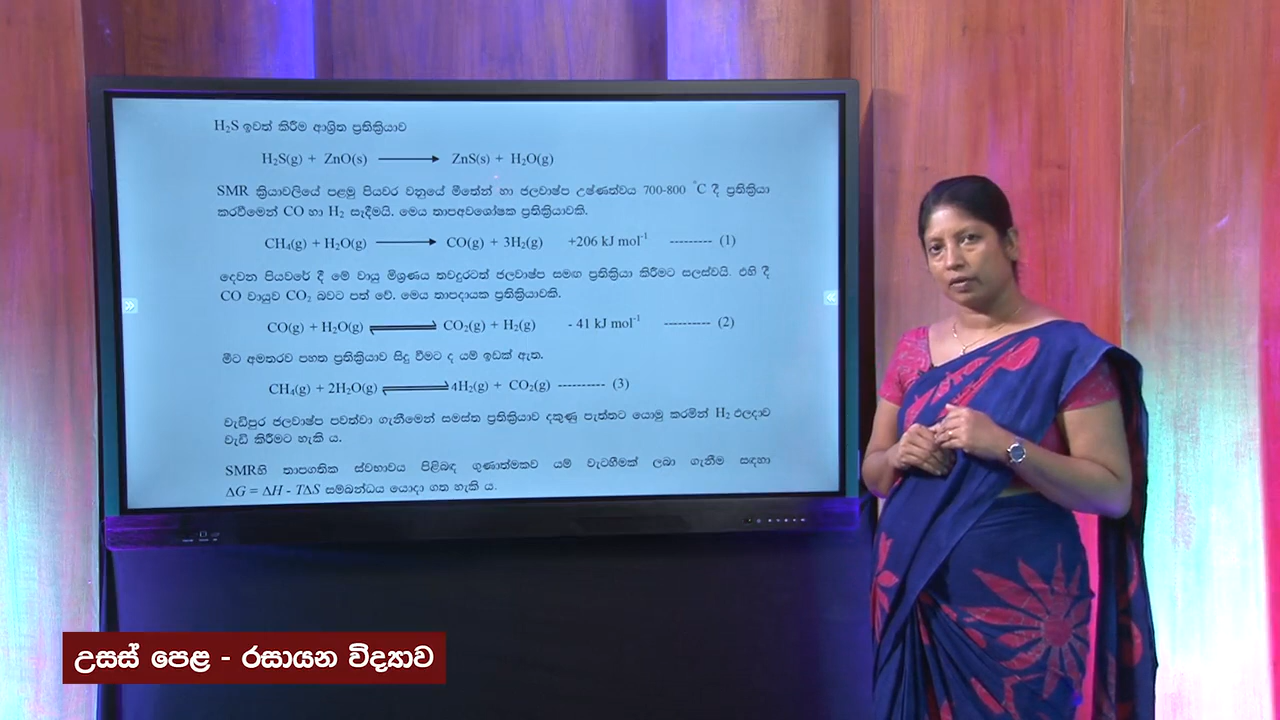 H₂S ඉවත් කිරීම ආශ්‍රිත ප්‍රතික්‍රියාව
H₂S(g) + ZnO(s) ⟶ ZnS(s) + H₂O(g)
SMR ක්‍රියාවලියේ පළමු පියවර වනුයේ මීතේන් හා ජලවාෂ්ප උෂ්ණත්වය 700-800 °C දී ප්‍රතික්‍රියා
කරවීමෙන් CO හා H₂ සෑදීමයි. මෙය තාපඅවශෝෂක ප්‍රතික්‍රියාවකි.
CH₄(g) + H₂O(g) ⟶ CO(g) + 3H₂(g) +206 kJ mol⁻¹ --------- (1)
දෙවන පියවරේ දී මේ වායු මිශ්‍රණය තවදුරටත් ජලවාෂ්ප සමඟ ප්‍රතික්‍රියා කිරීමට සලස්වයි. එහි දී
CO වායුව CO₂ බවට පත් වේ. මෙය තාපදායක ප්‍රතික්‍රියාවකි.
CO(g) + H₂O(g) ⇌ CO₂(g) + H₂(g) - 41 kJ mol⁻¹ ---------- (2)
මීට අමතරව පහත ප්‍රතික්‍රියාව සිදු වීමට ද යම් ඉඩක් ඇත.
CH₄(g) + 2H₂O(g) ⇌ 4H₂(g) + CO₂(g) ---------- (3)
වැඩිපුර ජලවාෂ්ප පවත්වා ගැනීමෙන් සමස්ත ප්‍රතික්‍රියාව දකුණු පැත්තට යොමු කරමින් H₂ ඵලදාව
වැඩි කිරීමට හැකි ය.
SMRහි තාපගතික ස්වභාවය පිළිබඳ ගුණාත්මකව යම් වැටහීමක් ලබා ගැනීම සඳහා
ΔG = ΔH - TΔS සම්බන්ධය යොදා ගත හැකි ය.
උසස් පෙළ - රසායන විද්‍යාව